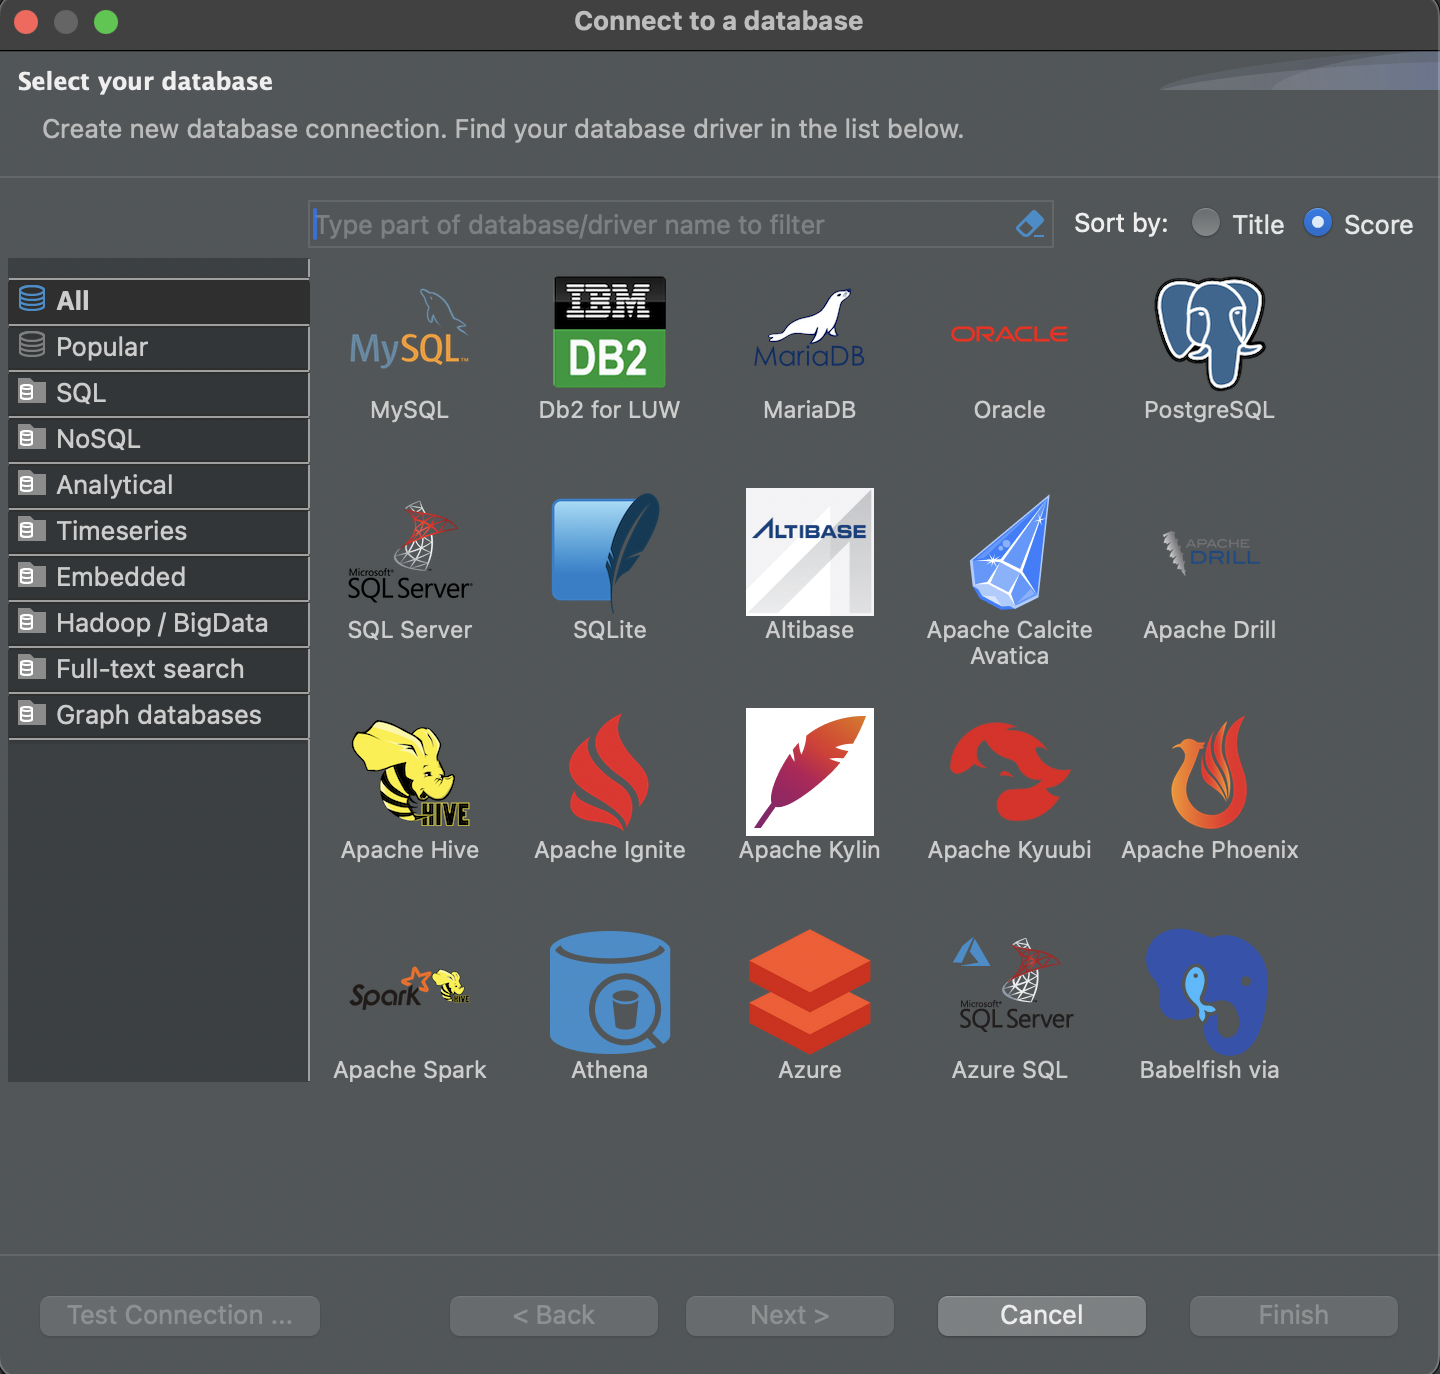 Connect to a database
Select your database
Create new database connection. Find your database driver in the list below.
Type part of database/driver name to filter
Sort by: Title Score
All
Popular
SQL
NoSQL
Analytical
Timeseries
Embedded
Hadoop / BigData
Full-text search
Graph databases
MySQL™
IBM
DB2
MariaDB
ORACLE
MySQL Db2 for LUW MariaDB Oracle PostgreSQL
Microsoft®
SQL Server®
ALTIBASE
APACHE
DRILL
SQL Server SQLite Altibase Apache Calcite Avatica Apache Drill
HIVE
Apache Hive Apache Ignite Apache Kylin Apache Kyuubi Apache Phoenix
Spark HIVE
Microsoft®
SQL Server
Apache Spark Athena Azure Azure SQL Babelfish via
Test Connection ... < Back Next > Cancel Finish